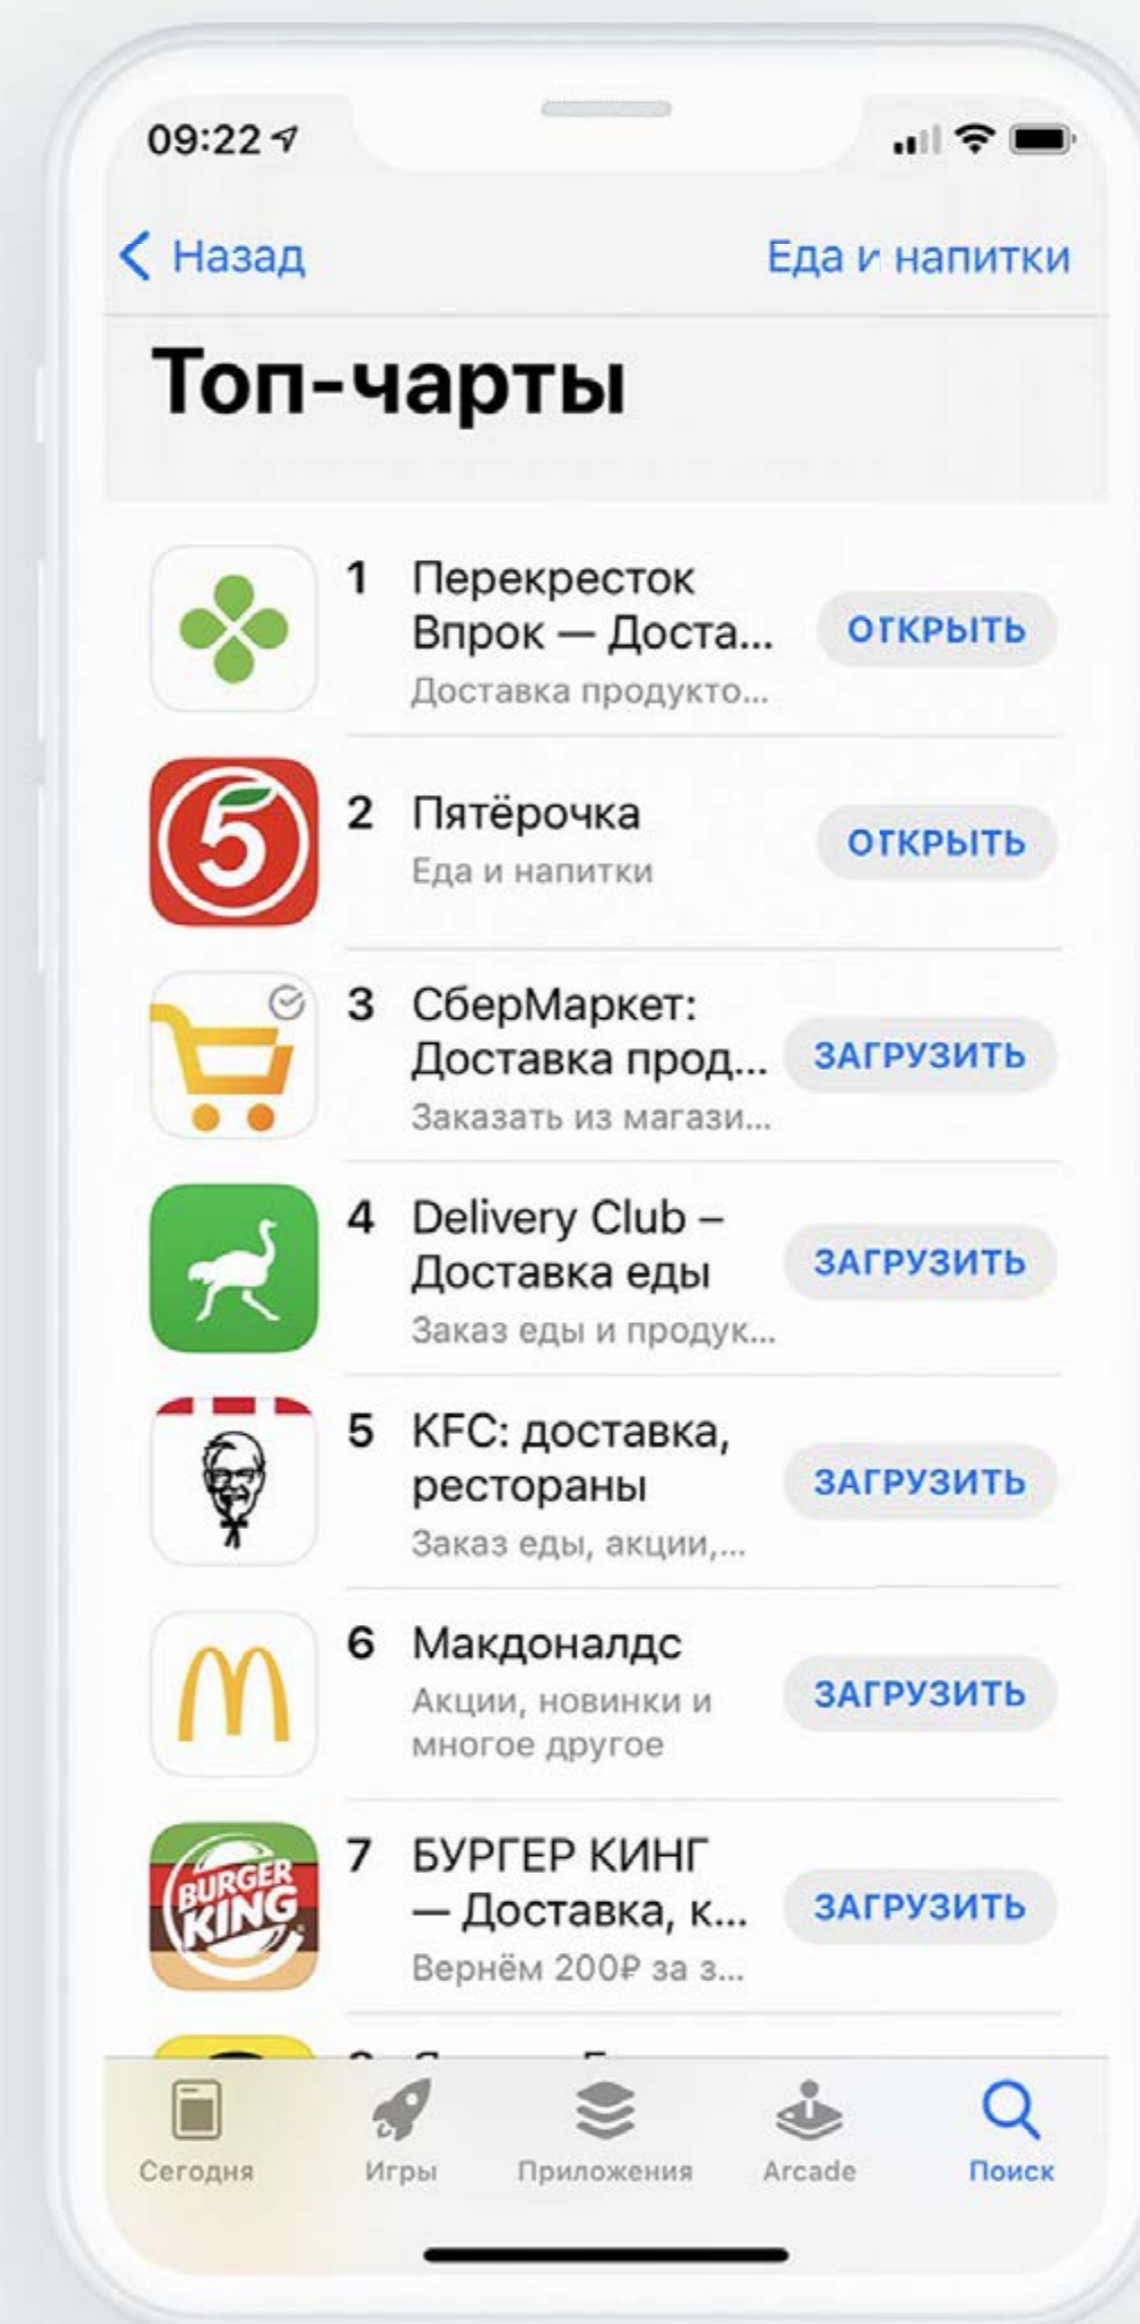 09:22
Назад
Еда и напитки
Топ-чарты
1 Перекресток
Впрок — Доста...
Доставка продукто...
ОТКРЫТЬ
5
2 Пятёрочка
Еда и напитки
ОТКРЫТЬ
3 СберМаркет:
Доставка прод...
Заказать из магази...
ЗАГРУЗИТЬ
4 Delivery Club –
Доставка еды
Заказ еды и продук...
ЗАГРУЗИТЬ
5 KFC: доставка,
рестораны
Заказ еды, акции,...
ЗАГРУЗИТЬ
6 Макдоналдс
Акции, новинки и
многое другое
ЗАГРУЗИТЬ
BURGER
KING
7 БУРГЕР КИНГ
— Доставка, к...
Вернём 200₽ за з...
ЗАГРУЗИТЬ
Сегодня
Игры
Приложения
Arcade
Поиск